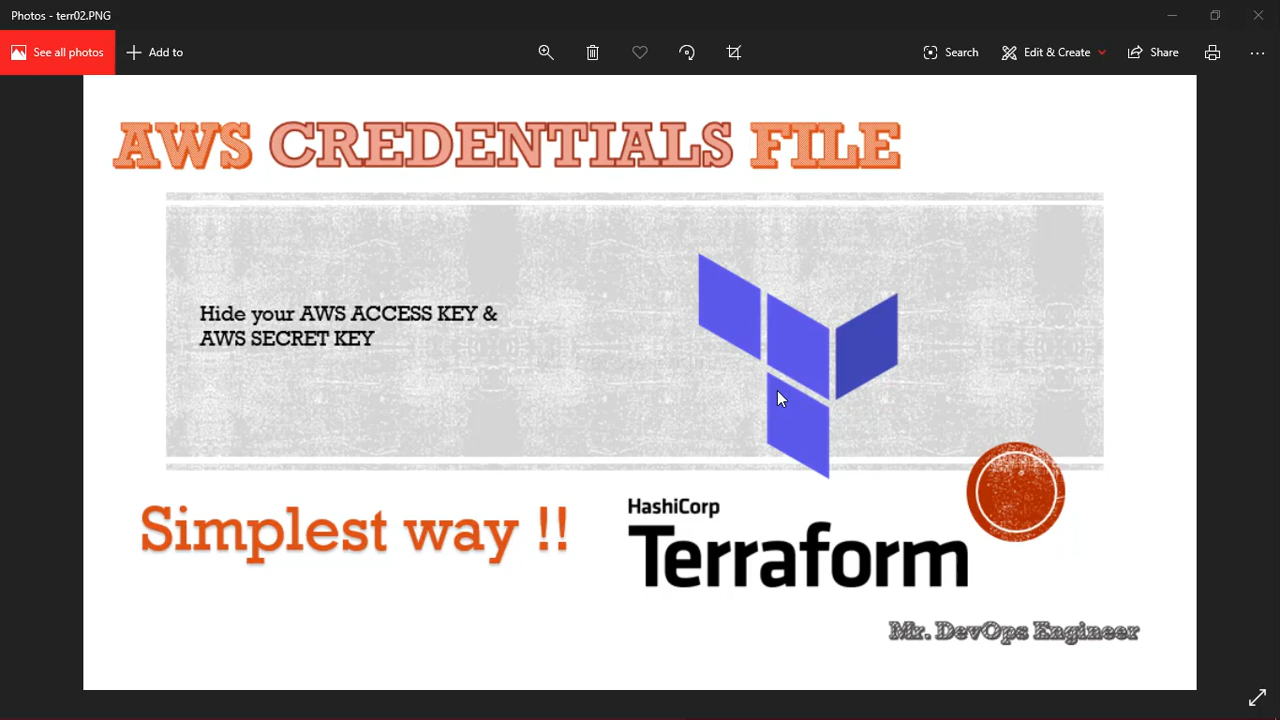 Photos - terr02.PNG
See all photos
Add to
Search
Edit & Create
Share
AWS CREDENTIALS FILE
Hide your AWS ACCESS KEY &
AWS SECRET KEY
Simplest way !!
HashiCorp
Terraform
Mr. DevOps Engineer